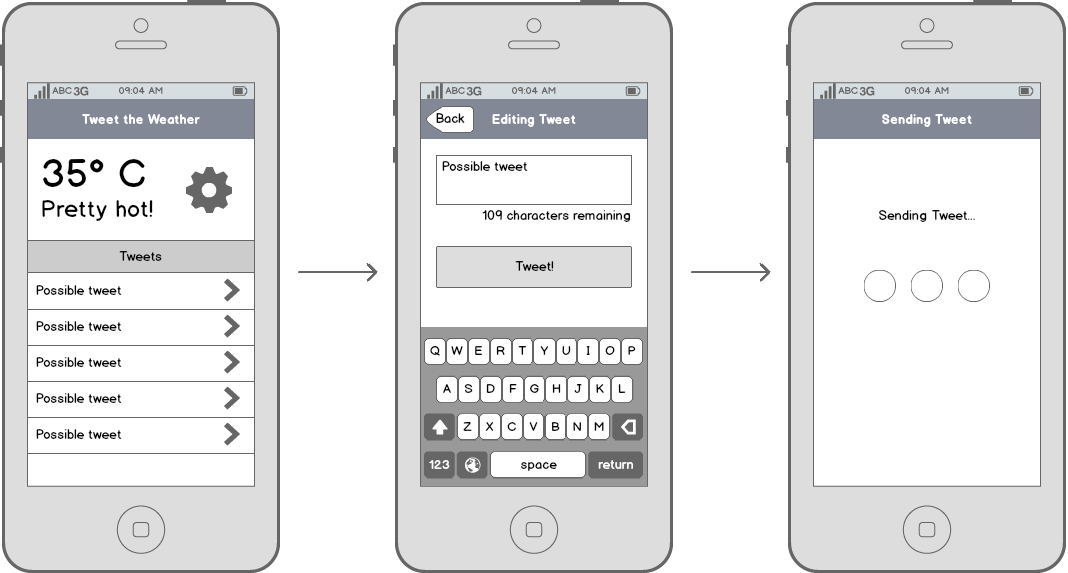 ABC 3G 09:04 AM
Tweet the Weather
35° C
Pretty hot!
Tweets
Possible tweet
Possible tweet
Possible tweet
Possible tweet
Possible tweet
ABC 3G 09:04 AM
Back Editing Tweet
Possible tweet
109 characters remaining
Tweet!
Q W E R T Y U I O P
A S D F G H J K L
Z X C V B N M
123 space return
ABC 3G 09:04 AM
Sending Tweet
Sending Tweet...